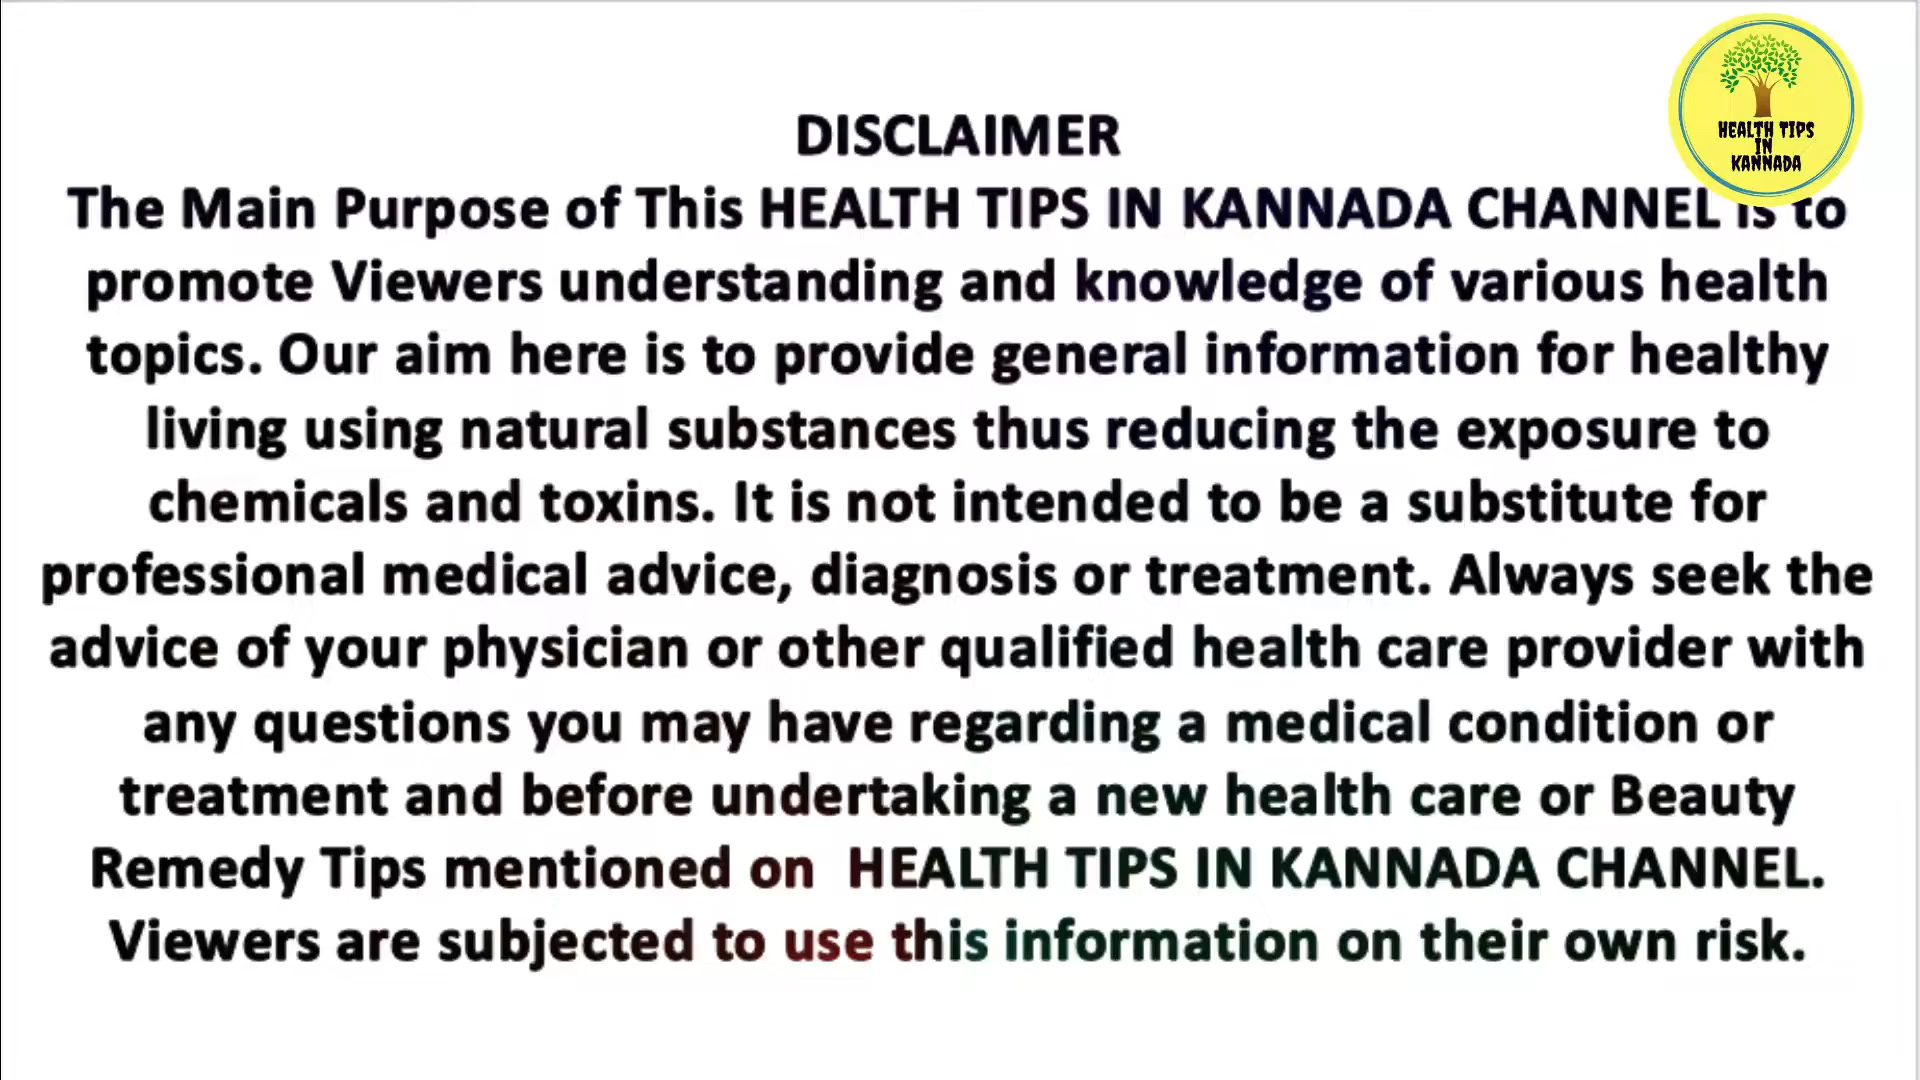 HEALTH TIPS
IN
KANNADA
DISCLAIMER
The Main Purpose of This HEALTH TIPS IN KANNADA CHANNEL is to
promote Viewers understanding and knowledge of various health
topics. Our aim here is to provide general information for healthy
living using natural substances thus reducing the exposure to
chemicals and toxins. It is not intended to be a substitute for
professional medical advice, diagnosis or treatment. Always seek the
advice of your physician or other qualified health care provider with
any questions you may have regarding a medical condition or
treatment and before undertaking a new health care or Beauty
Remedy Tips mentioned on  HEALTH TIPS IN KANNADA CHANNEL.
Viewers are subjected to use this information on their own risk.